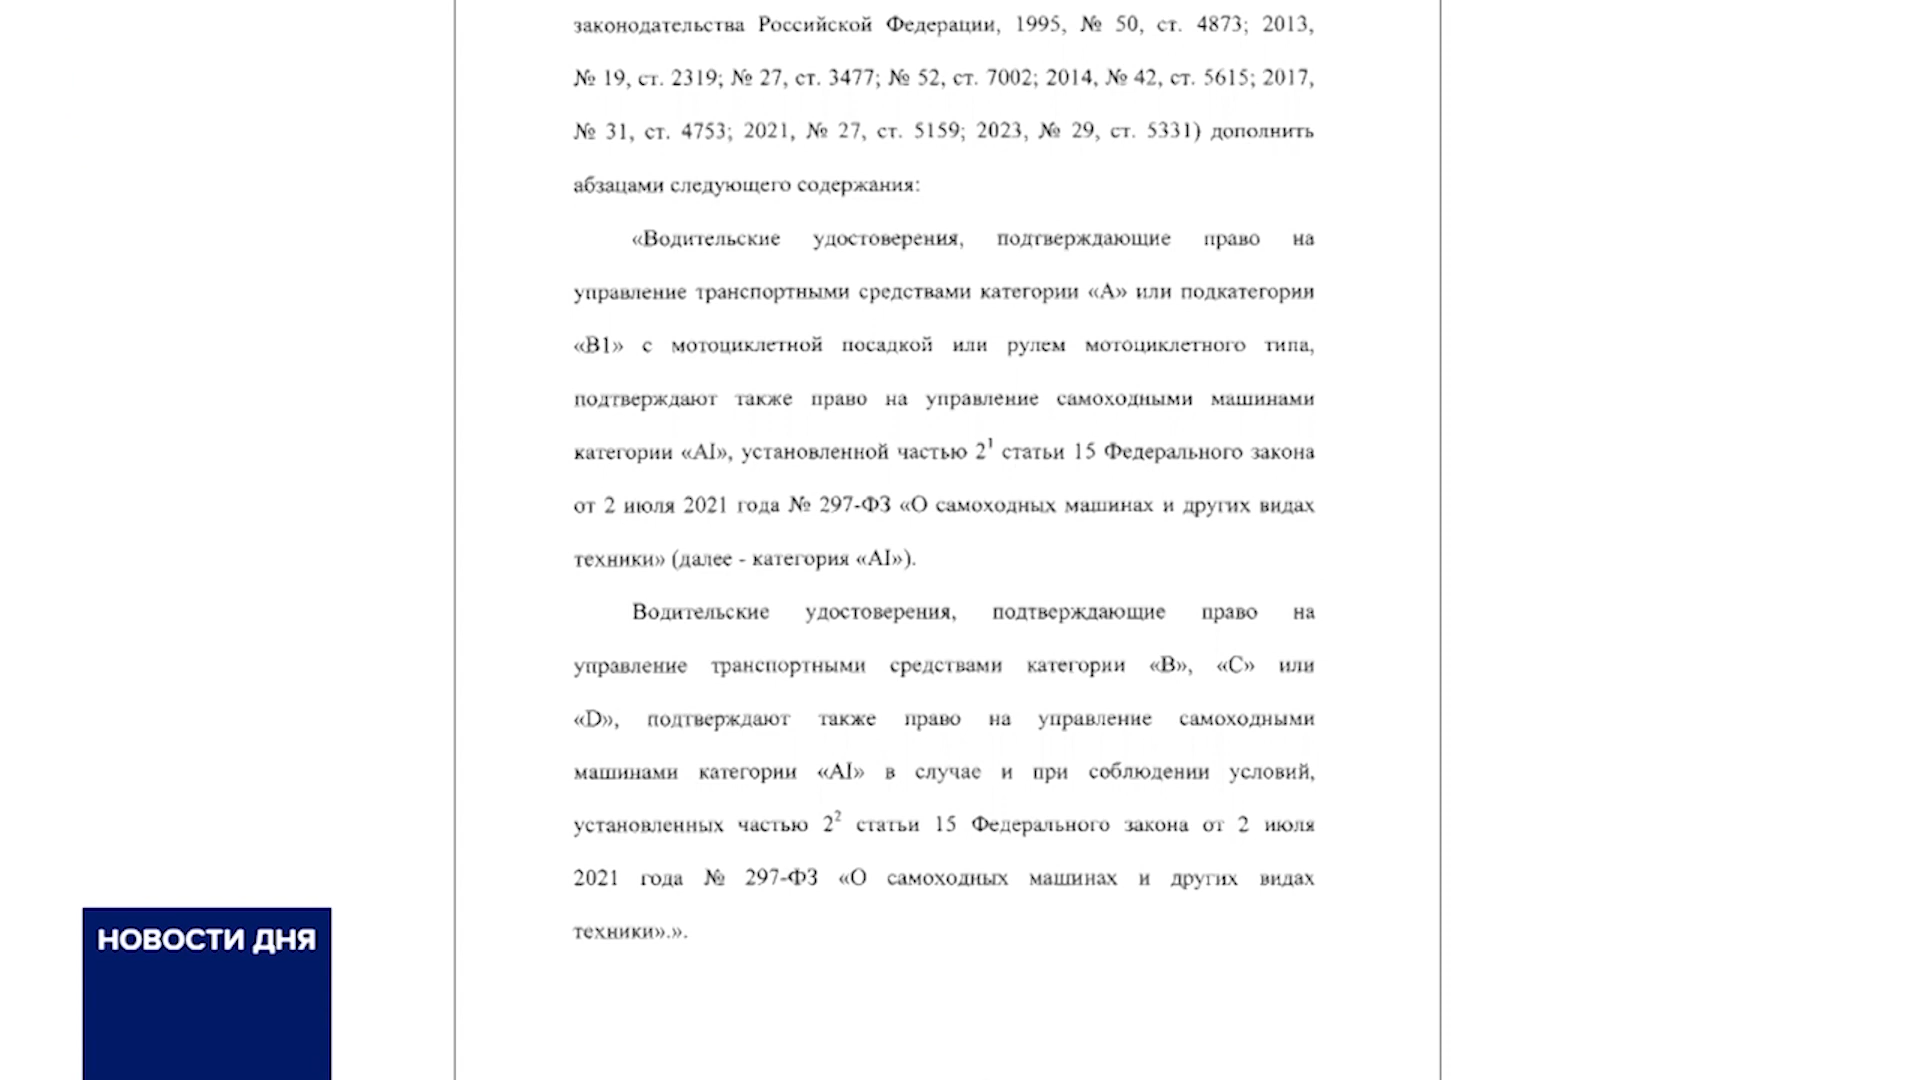 законодательства Российской Федерации, 1995, № 50, ст. 4873; 2013,
№ 19, ст. 2319; № 27, ст. 3477; № 52, ст. 7002; 2014, № 42, ст. 5615; 2017,
№ 31, ст. 4753; 2021, № 27, ст. 5159; 2023, № 29, ст. 5331) дополнить
абзацами следующего содержания:
«Водительские удостоверения, подтверждающие право на
управление транспортными средствами категории «А» или подкатегории
«В1» с мотоциклетной посадкой или рулем мотоциклетного типа,
подтверждают также право на управление самоходными машинами
категории «АI», установленной частью 2¹ статьи 15 Федерального закона
от 2 июля 2021 года № 297-ФЗ «О самоходных машинах и других видах
техники» (далее - категория «АI»).
Водительские удостоверения, подтверждающие право на
управление транспортными средствами категории «В», «С» или
«D», подтверждают также право на управление самоходными
машинами категории «АI» в случае и при соблюдении условий,
установленных частью 2² статьи 15 Федерального закона от 2 июля
2021 года № 297-ФЗ «О самоходных машинах и других видах
техники».».
НОВОСТИ ДНЯ